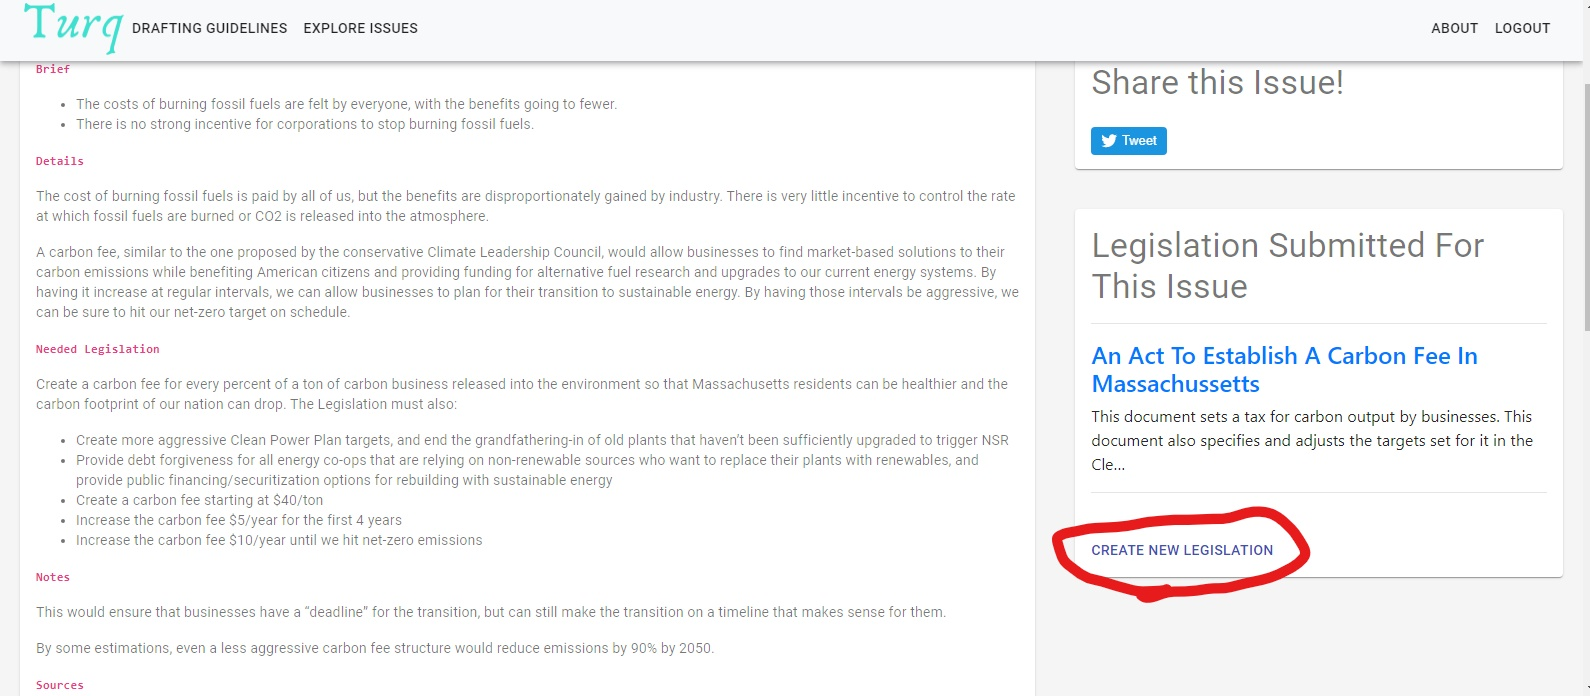 Turq DRAFTING GUIDELINES EXPLORE ISSUES ABOUT LOGOUT
Brief
The costs of burning fossil fuels are felt by everyone, with the benefits going to fewer.
There is no strong incentive for corporations to stop burning fossil fuels.
Details
The cost of burning fossil fuels is paid by all of us, but the benefits are disproportionately gained by industry. There is very little incentive to control the rate
at which fossil fuels are burned or CO2 is released into the atmosphere.
A carbon fee, similar to the one proposed by the conservative Climate Leadership Council, would allow businesses to find market-based solutions to their
carbon emissions while benefiting American citizens and providing funding for alternative fuel research and upgrades to our current energy systems. By
having it increase at regular intervals, we can allow businesses to plan for their transition to sustainable energy. By having those intervals be aggressive, we
can be sure to hit our net-zero target on schedule.
Needed Legislation
Create a carbon fee for every percent of a ton of carbon business released into the environment so that Massachusetts residents can be healthier and the
carbon footprint of our nation can drop. The Legislation must also:
Create more aggressive Clean Power Plan targets, and end the grandfathering-in of old plants that haven't been sufficiently upgraded to trigger NSR
Provide debt forgiveness for all energy co-ops that are relying on non-renewable sources who want to replace their plants with renewables, and
provide public financing/securitization options for rebuilding with sustainable energy
Create a carbon fee starting at $40/ton
Increase the carbon fee $5/year for the first 4 years
Increase the carbon fee $10/year until we hit net-zero emissions
Notes
This would ensure that businesses have a “deadline” for the transition, but can still make the transition on a timeline that makes sense for them.
By some estimations, even a less aggressive carbon fee structure would reduce emissions by 90% by 2050.
Sources
Share this Issue!
Tweet
Legislation Submitted For
This Issue
An Act To Establish A Carbon Fee In
Massachussetts
This document sets a tax for carbon output by businesses. This
document also specifies and adjusts the targets set for it in the
Cle...
CREATE NEW LEGISLATION